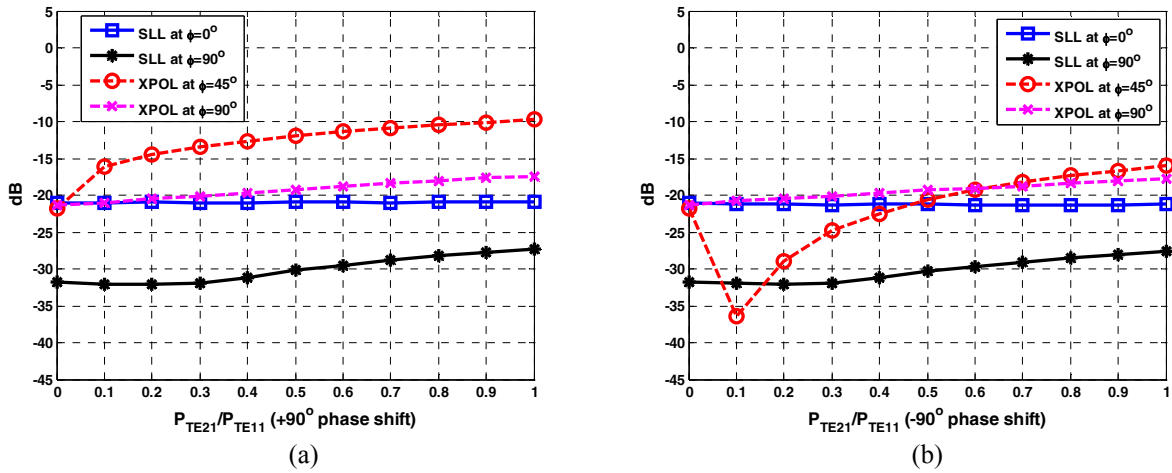 SLL at ϕ=0°
SLL at ϕ=90°
XPOL at ϕ=45°
XPOL at ϕ=90°
5
0
-5
-10
-15
-20
-25
-30
-35
-40
-45
dB
0 0.1 0.2 0.3 0.4 0.5 0.6 0.7 0.8 0.9 1
P_TE21/P_TE11 (+90° phase shift)
(a)
SLL at ϕ=0°
SLL at ϕ=90°
XPOL at ϕ=45°
XPOL at ϕ=90°
5
0
-5
-10
-15
-20
-25
-30
-35
-40
-45
dB
0 0.1 0.2 0.3 0.4 0.5 0.6 0.7 0.8 0.9 1
P_TE21/P_TE11 (-90° phase shift)
(b)